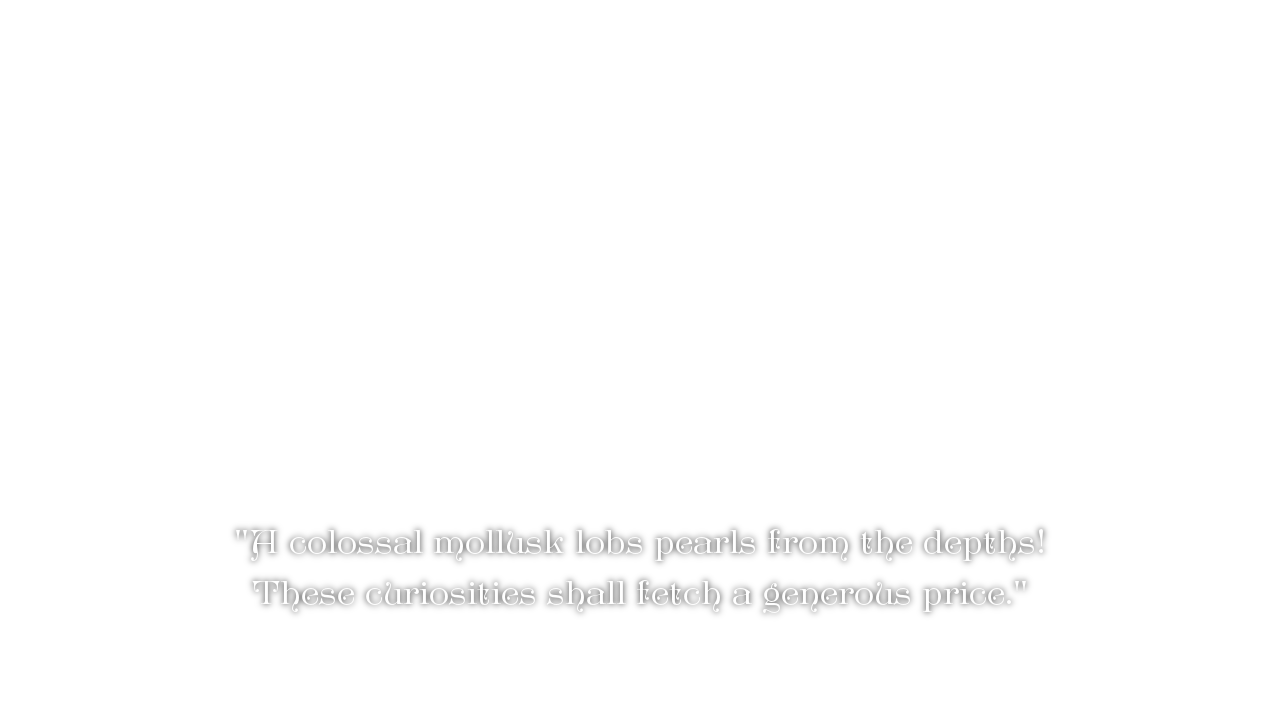 "A colossal mollusk lobs pearls from the depths!
These curiosities shall fetch a generous price."